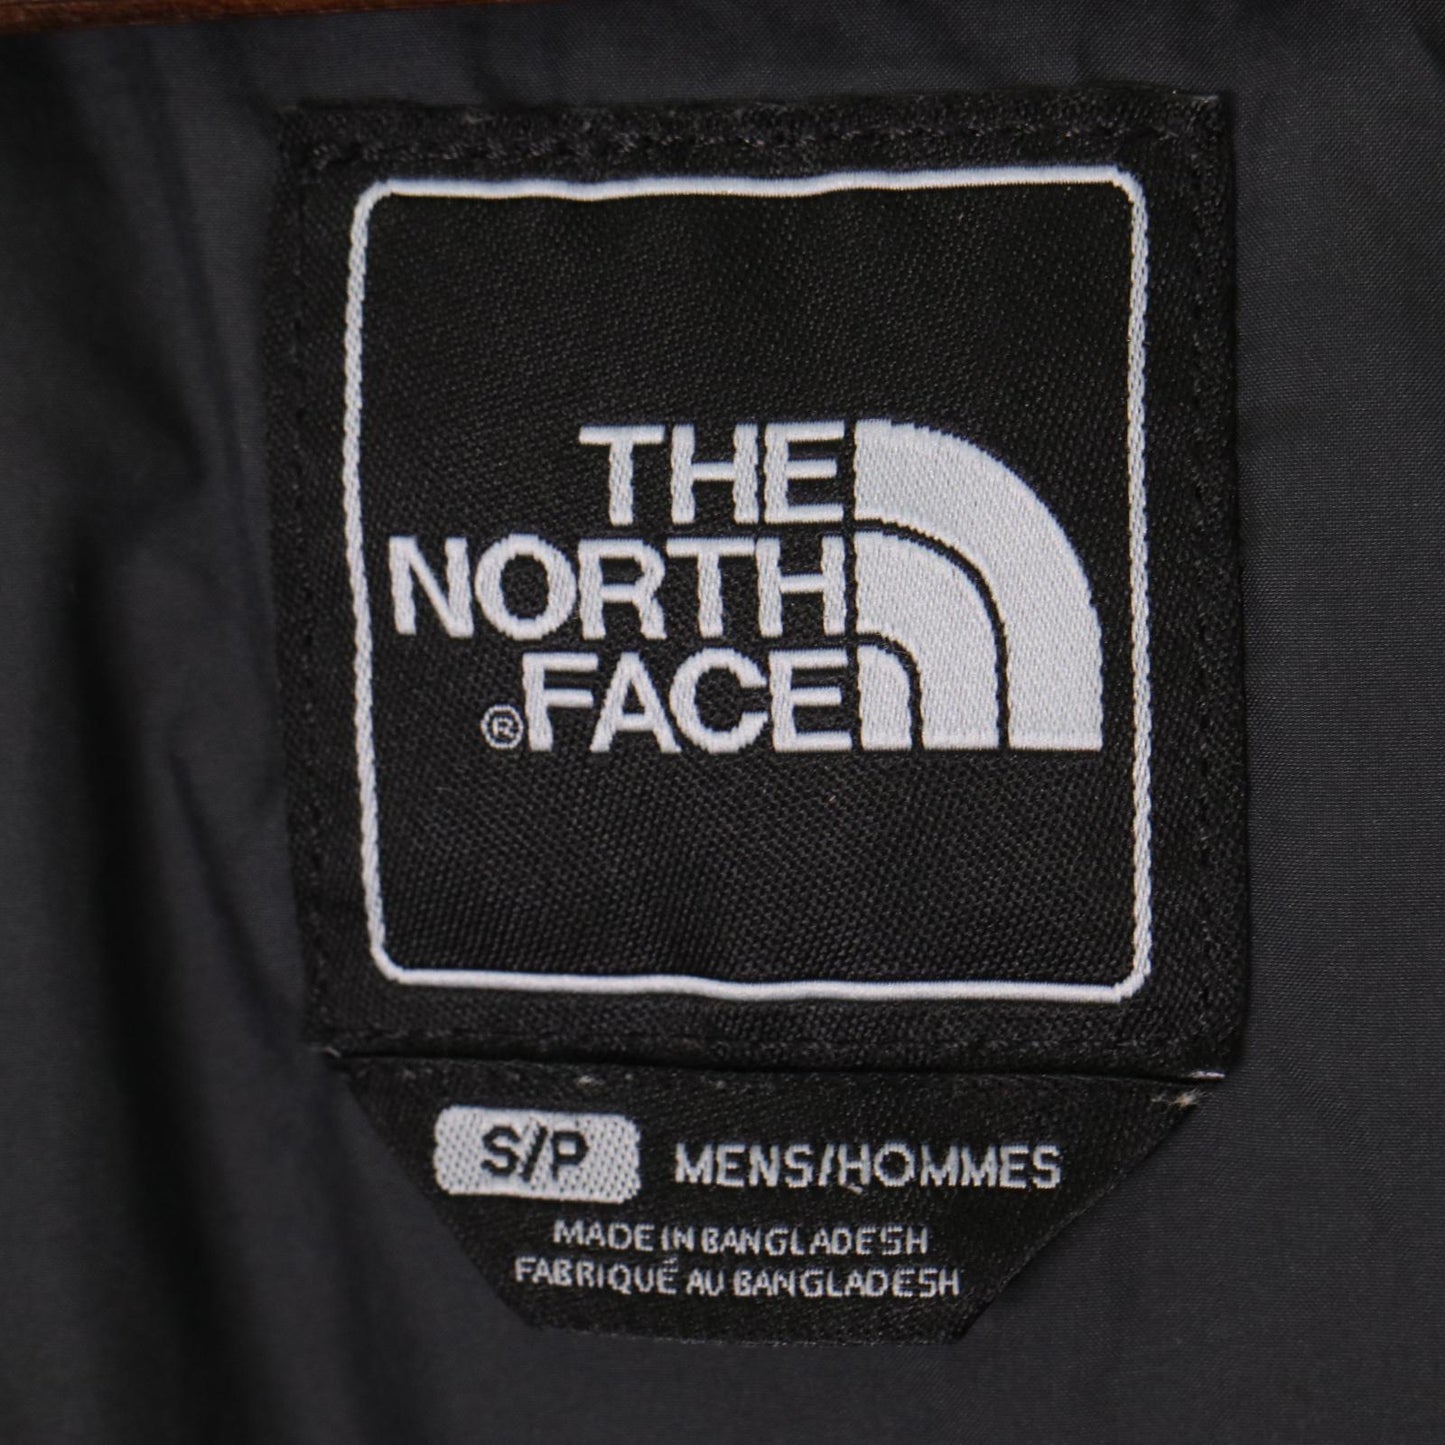 THE
NORTH
®FACE
S/P MENS/HOMMES
MADE IN BANGLADESH
FABRIQUÉ AU BANGLADESH